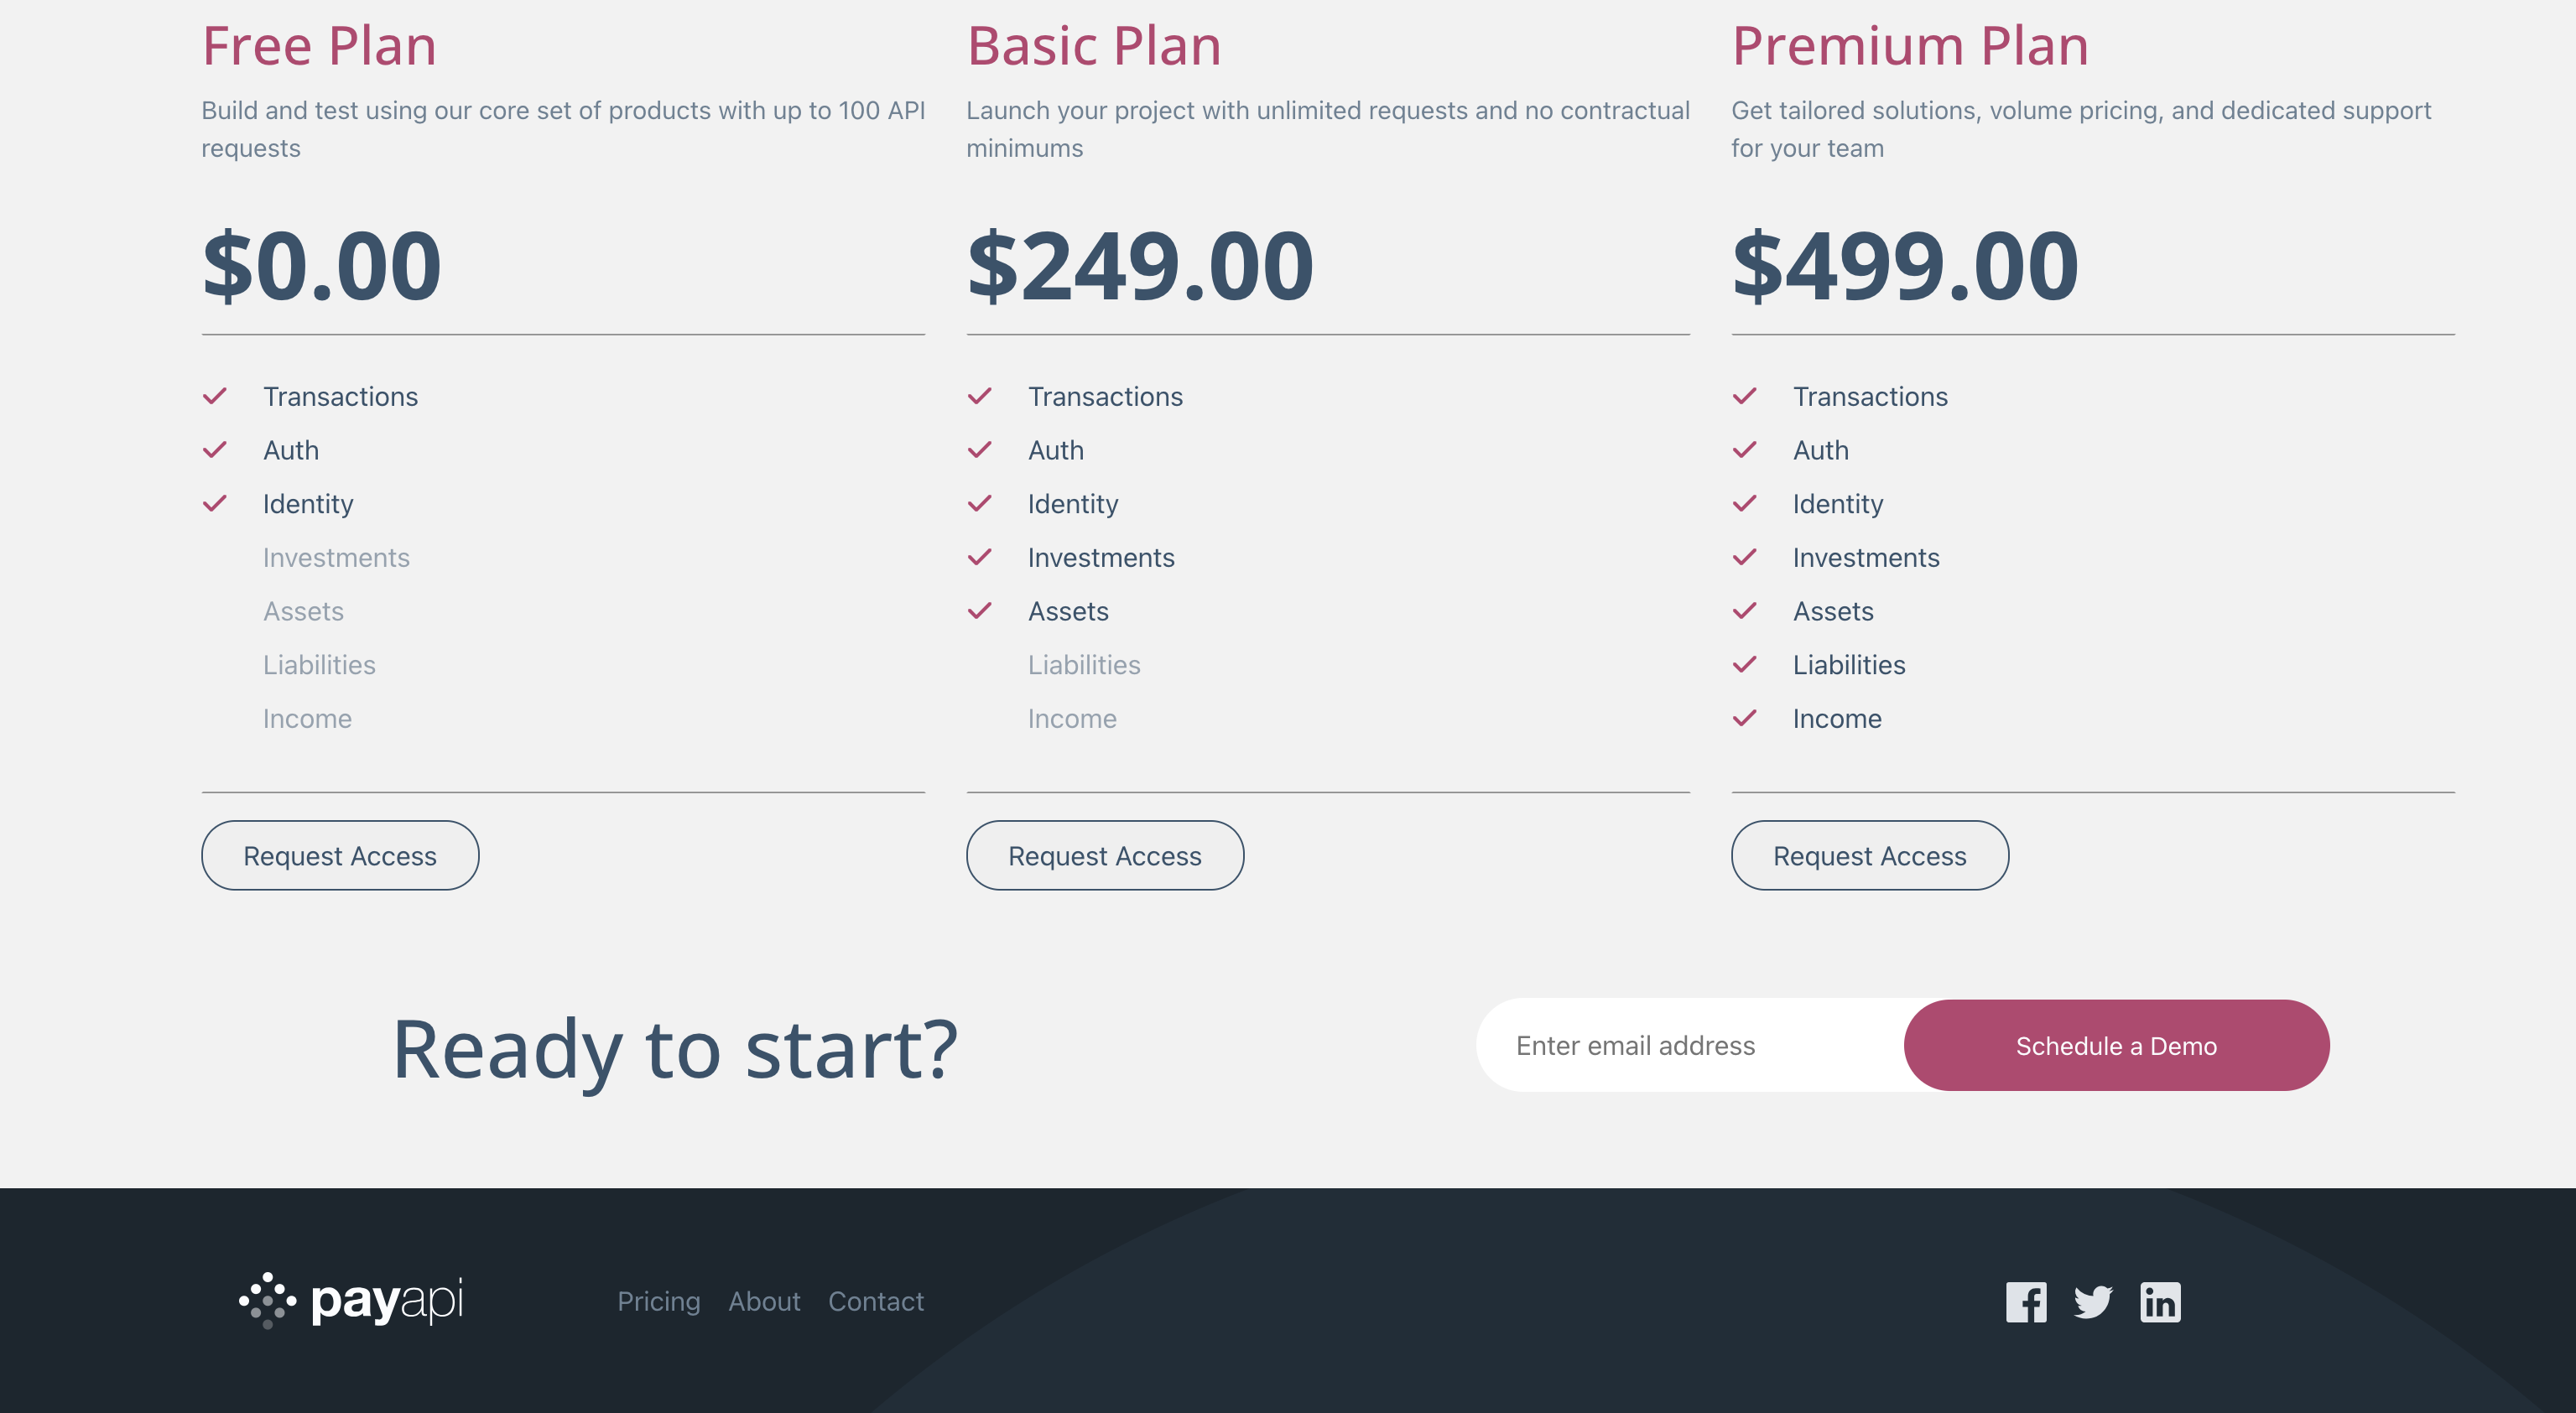 Free Plan
Build and test using our core set of products with up to 100 API
requests
$0.00
Transactions
Auth
Identity
Investments
Assets
Liabilities
Income
Request Access
Basic Plan
Launch your project with unlimited requests and no contractual
minimums
$249.00
Transactions
Auth
Identity
Investments
Assets
Liabilities
Income
Request Access
Premium Plan
Get tailored solutions, volume pricing, and dedicated support
for your team
$499.00
Transactions
Auth
Identity
Investments
Assets
Liabilities
Income
Request Access
Ready to start?
Enter email address
Schedule a Demo
payapi
Pricing About Contact